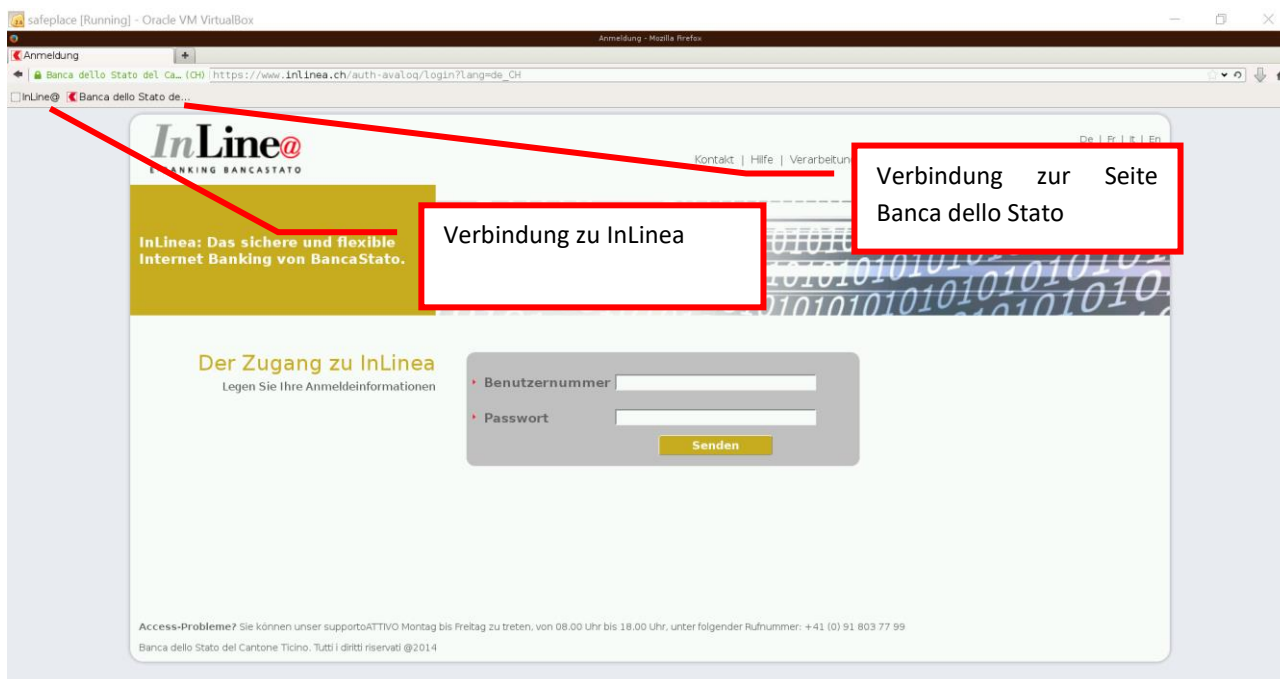 safeplace [Running] - Oracle VM VirtualBox
Anmeldung - Mozilla Firefox
Anmeldung
Banca dello Stato del Ca… (CH) https://www.inlinea.ch/auth-avaloq/login?lang=de_CH
InLine@ Banca dello Stato de…
InLine@
BANKING BANCASTATO
De | Fr | It | En
Kontakt | Hilfe | Verarbeitun
Verbindung zur Seite
Banca dello Stato
Verbindung zu InLinea
InLinea: Das sichere und flexible
Internet Banking von BancaStato.
Der Zugang zu InLinea
Legen Sie Ihre Anmeldeinformationen
Benutzernummer
Passwort
Senden
Access-Probleme? Sie können unser supportoATTIVO Montag bis Freitag zu treten, von 08.00 Uhr bis 18.00 Uhr, unter folgender Rufnummer: +41 (0) 91 803 77 99
Banca dello Stato del Cantone Ticino. Tutti i diritti riservati @2014